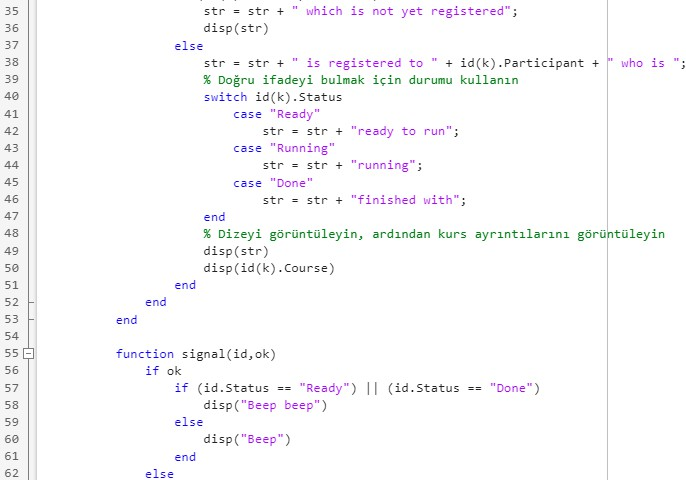 35 str = str + " which is not yet registered";
36 disp(str)
37 else
38 str = str + " is registered to " + id(k).Participant + " who is ";
39 % Doğru ifadeyi bulmak için durumu kullanın
40 switch id(k).Status
41 case "Ready"
42 str = str + "ready to run";
43 case "Running"
44 str = str + "running";
45 case "Done"
46 str = str + "finished with";
47 end
48 % Dizeyi görüntüleyin, ardından kurs ayrıntılarını görüntüleyin
49 disp(str)
50 disp(id(k).Course)
51 end
52 end
53 end
54
55 function signal(id,ok)
56 if ok
57 if (id.Status == "Ready") || (id.Status == "Done")
58 disp("Beep beep")
59 else
60 disp("Beep")
61 end
62 else